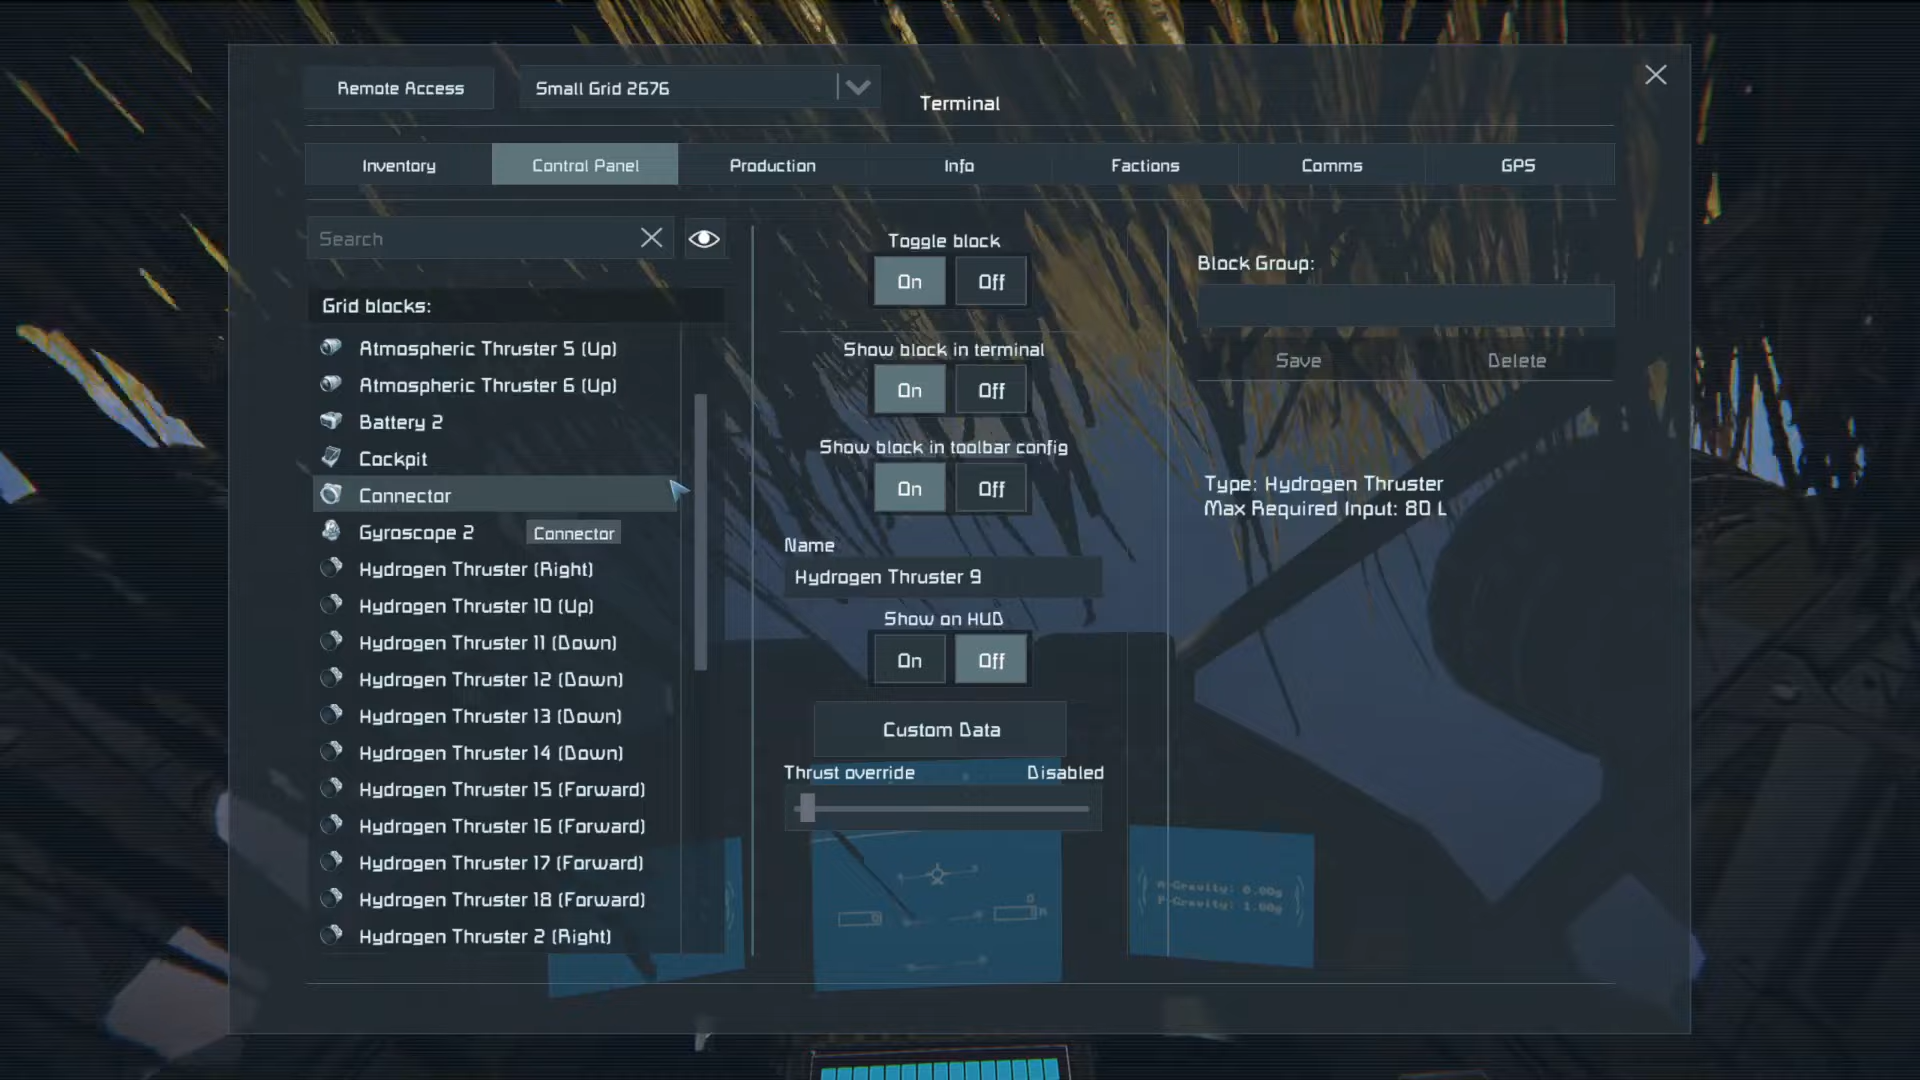 Remote Access
Small Grid 2676
Terminal
Inventory
Control Panel
Production
Info
Factions
Comms
GPS
Search
Grid blocks:
Atmospheric Thruster 5 (Up)
Atmospheric Thruster 6 (Up)
Battery 2
Cockpit
Connector
Gyroscope 2
Connector
Hydrogen Thruster (Right)
Hydrogen Thruster 10 (Up)
Hydrogen Thruster 11 (Down)
Hydrogen Thruster 12 (Down)
Hydrogen Thruster 13 (Down)
Hydrogen Thruster 14 (Down)
Hydrogen Thruster 15 (Forward)
Hydrogen Thruster 16 (Forward)
Hydrogen Thruster 17 (Forward)
Hydrogen Thruster 18 (Forward)
Hydrogen Thruster 2 (Right)
Toggle block
On Off
Show block in terminal
On Off
Show block in toolbar config
On Off
Name
Hydrogen Thruster 9
Show on HUD
On Off
Custom Data
Thrust override Disabled
Block Group:
Save Delete
Type: Hydrogen Thruster
Max Required Input: 80 L
A-Gravity: 0.00g
P-Gravity: 1.00g